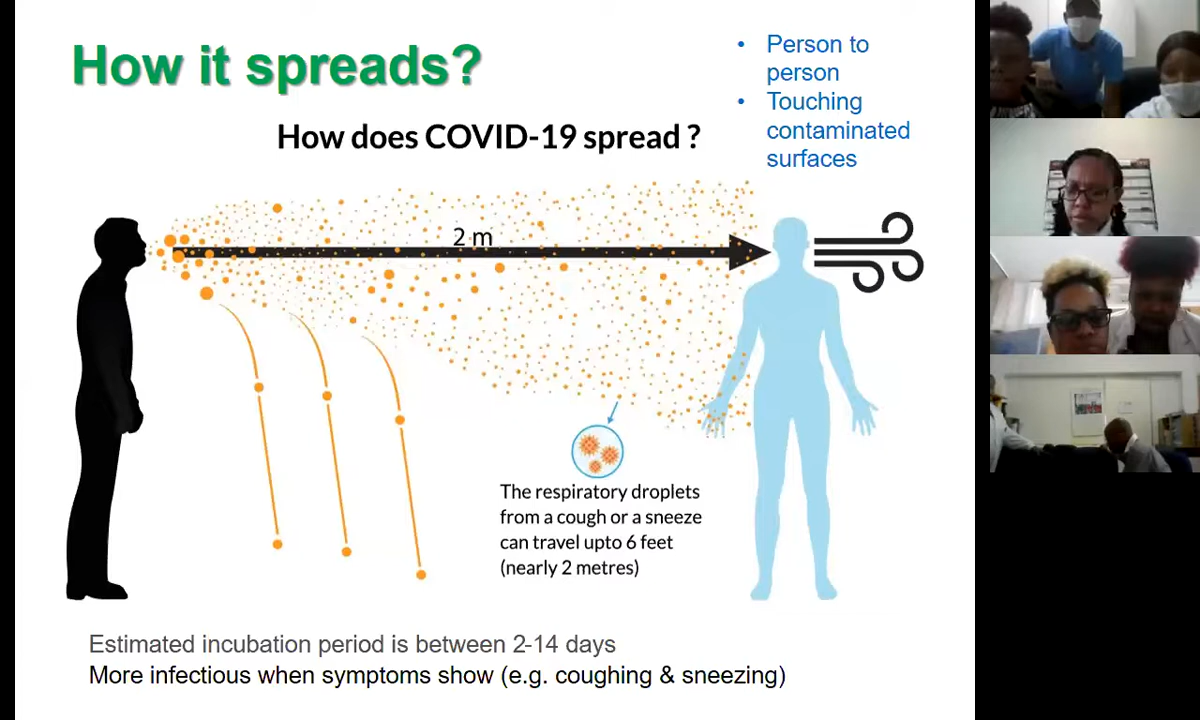 How it spreads?
• Person to
person
• Touching
contaminated
surfaces
How does COVID-19 spread ?
2 m
The respiratory droplets
from a cough or a sneeze
can travel upto 6 feet
(nearly 2 metres)
Estimated incubation period is between 2-14 days
More infectious when symptoms show (e.g. coughing & sneezing)